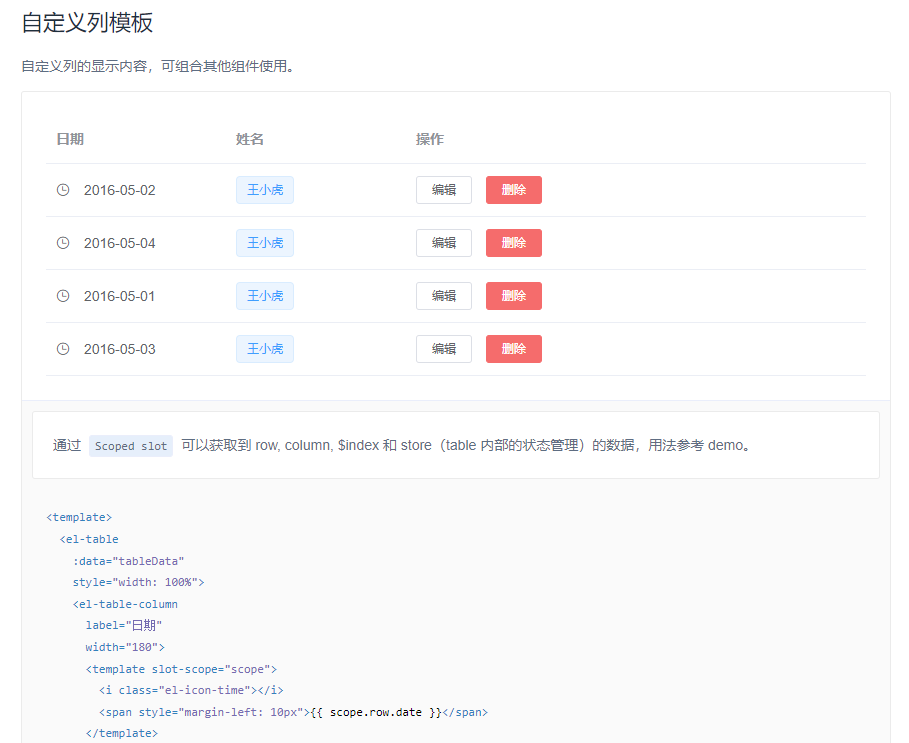 自定义列模板
自定义列的显示内容，可组合其他组件使用。
日期 姓名 操作
2016-05-02 王小虎 编辑 删除
2016-05-04 王小虎 编辑 删除
2016-05-01 王小虎 编辑 删除
2016-05-03 王小虎 编辑 删除
通过 Scoped slot 可以获取到 row, column, $index 和 store（table 内部的状态管理）的数据，用法参考 demo。
<template>
  <el-table
    :data="tableData"
    style="width: 100%">
    <el-table-column
      label="日期"
      width="180">
      <template slot-scope="scope">
        <i class="el-icon-time"></i>
        <span style="margin-left: 10px">{{ scope.row.date }}</span>
      </template>